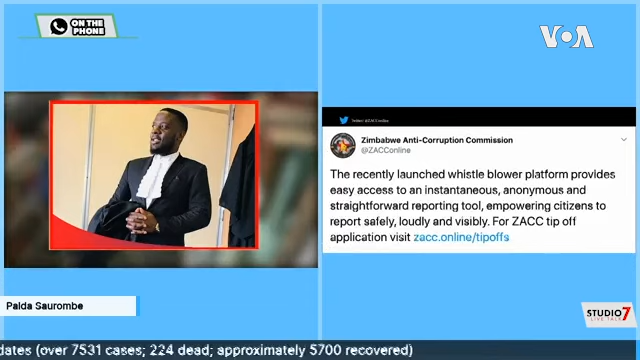 ON THE
PHONE
VOA
Zimbabwe Anti-Corruption Commission
@ZACConline
The recently launched whistle blower platform provides
easy access to an instantaneous, anonymous and
straightforward reporting tool, empowering citizens to
report safely, loudly and visibly. For ZACC tip off
application visit zacc.online/tipoffs
Paida Saurombe
STUDIO 7
LIVE TALK
dates (over 7531 cases; 224 dead; approximately 5700 recovered)